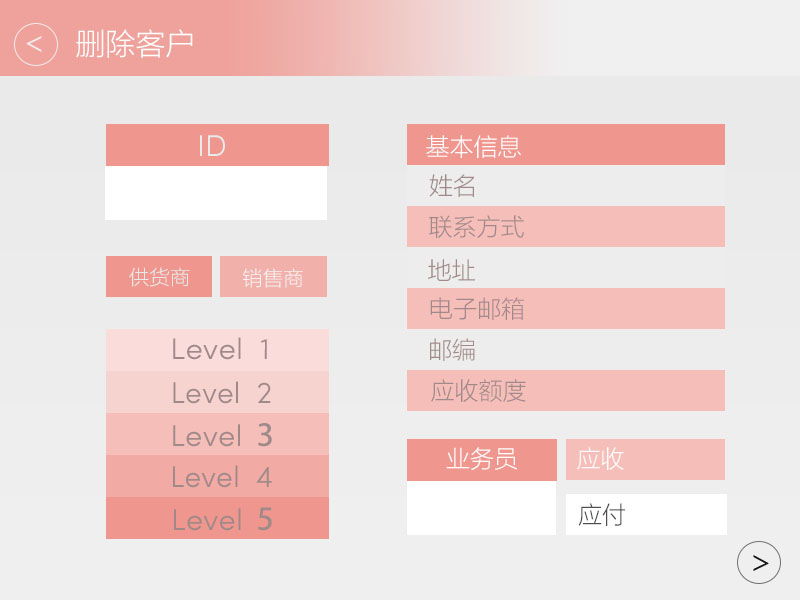 <
删除客户
ID
供货商
销售商
Level 1
Level 2
Level 3
Level 4
Level 5
基本信息
姓名
联系方式
地址
电子邮箱
邮编
应收额度
业务员
应收
应付
>